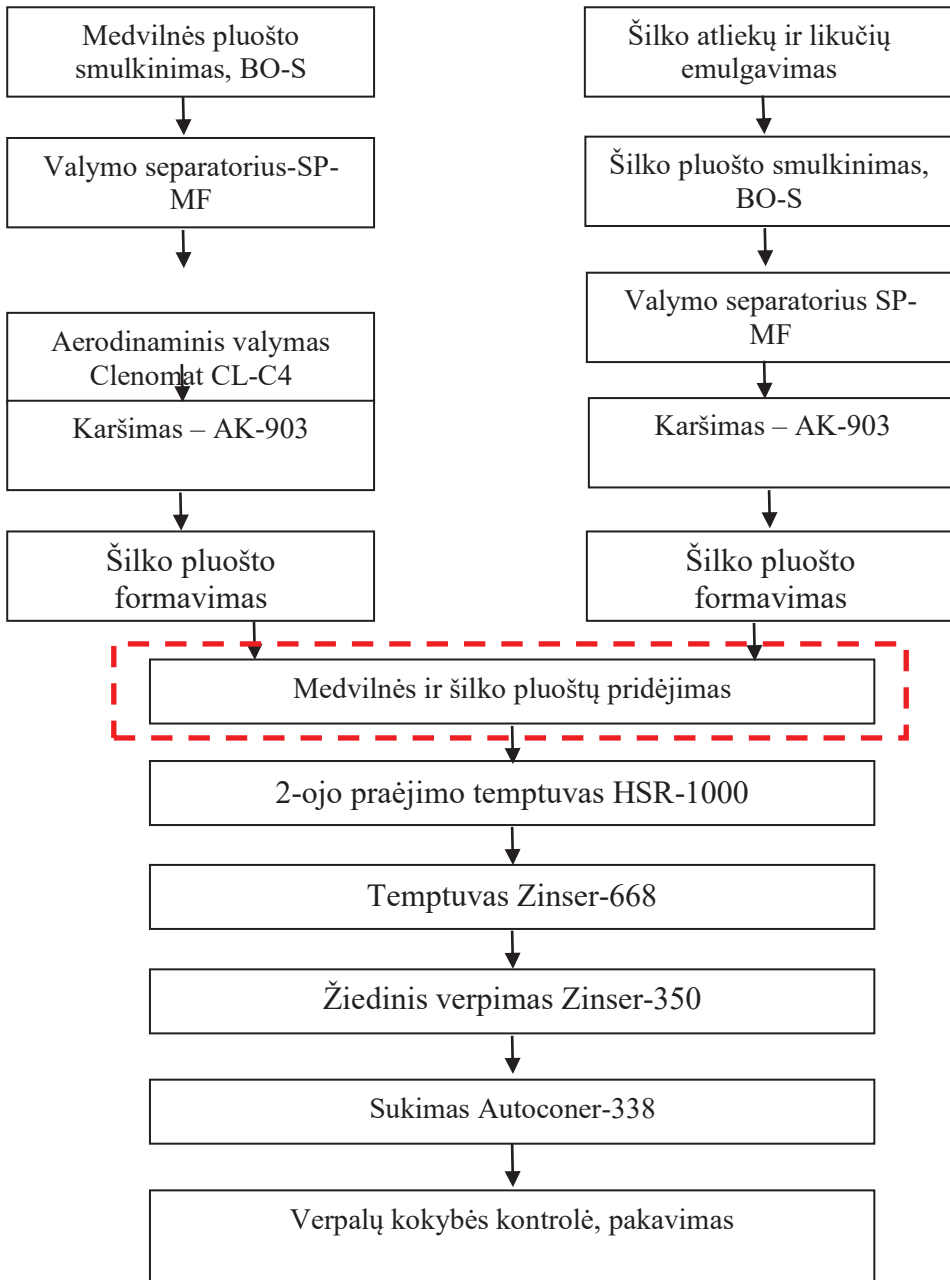 Medvilnės pluošto
smulkinimas, BO-S
Valymo separatorius-SP-
MF
Aerodinaminis valymas
Clenomat CL-C4
Karšimas – AK-903
Šilko pluošto
formavimas
Šilko atliekų ir likučių
emulgavimas
Šilko pluošto smulkinimas,
BO-S
Valymo separatorius SP-
MF
Karšimas – AK-903
Šilko pluošto
formavimas
Medvilnės ir šilko pluoštų pridėjimas
2-ojo praėjimo temptuvas HSR-1000
Temptuvas Zinser-668
Žiedinis verpimas Zinser-350
Sukimas Autoconer-338
Verpalų kokybės kontrolė, pakavimas